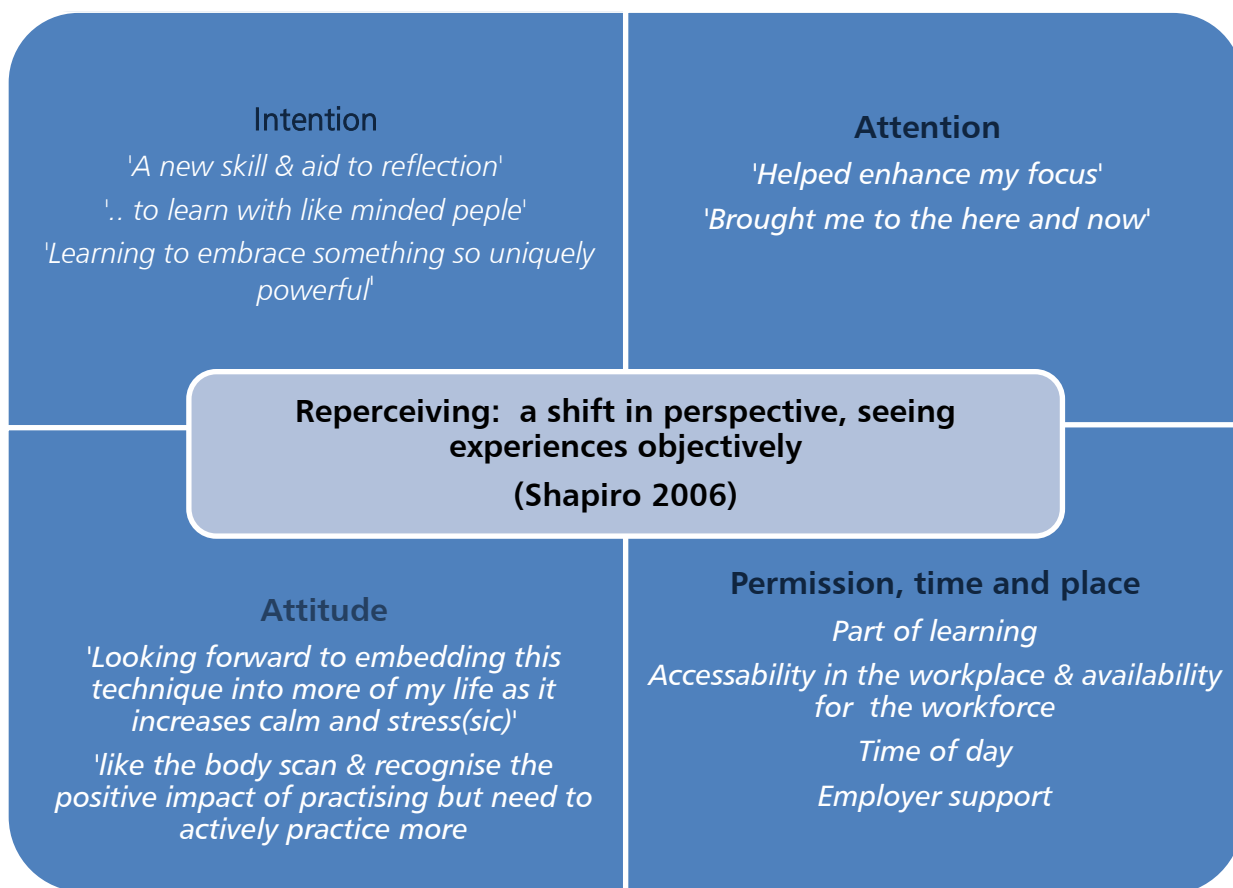 Intention
'A new skill & aid to reflection'
'.. to learn with like minded peple'
'Learning to embrace something so uniquely
powerful'
Attention
'Helped enhance my focus'
'Brought me to the here and now'
Reperceiving:  a shift in perspective, seeing
experiences objectively
(Shapiro 2006)
Attitude
'Looking forward to embedding this
technique into more of my life as it
increases calm and stress(sic)'
'like the body scan & recognise the
positive impact of practising but need to
actively practice more
Permission, time and place
Part of learning
Accessability in the workplace & availability
for  the workforce
Time of day
Employer support